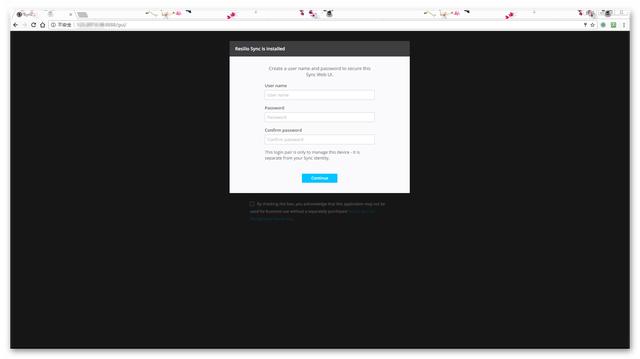 不安全
/gui/
Resilio Sync is installed
Create a user name and password to secure this
Sync Web UI.
User name
User name
Password
Password
Confirm password
Confirm password
This login pair is only to manage this device - it is
separate from your Sync identity.
Continue
By checking this box, you acknowledge that this application may not be
used for business use without a separately purchased